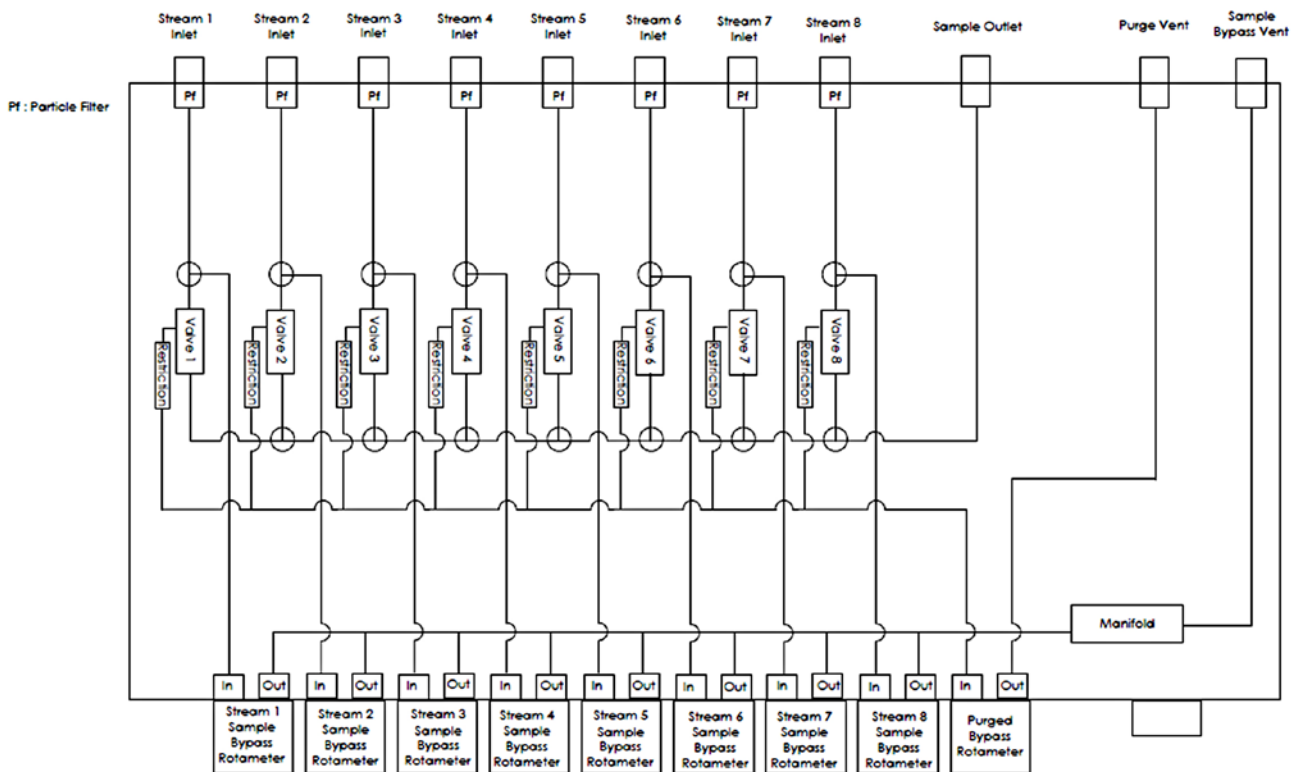 Stream 1
Inlet
Stream 2
Inlet
Stream 3
Inlet
Stream 4
Inlet
Stream 5
Inlet
Stream 6
Inlet
Stream 7
Inlet
Stream 8
Inlet
Sample Outlet
Purge Vent
Sample
Bypass Vent
Pf : Particle Filter
Pf
Pf
Pf
Pf
Pf
Pf
Pf
Pf
Restriction
Valve 1
Restriction
Valve 2
Restriction
Valve 3
Restriction
Valve 4
Restriction
Valve 5
Restriction
Valve 6
Restriction
Valve 7
Restriction
Valve 8
Manifold
In
Out
In
Out
In
Out
In
Out
In
Out
In
Out
In
Out
In
Out
In
Out
Stream 1
Sample
Bypass
Rotameter
Stream 2
Sample
Bypass
Rotameter
Stream 3
Sample
Bypass
Rotameter
Stream 4
Sample
Bypass
Rotameter
Stream 5
Sample
Bypass
Rotameter
Stream 6
Sample
Bypass
Rotameter
Stream 7
Sample
Bypass
Rotameter
Stream 8
Sample
Bypass
Rotameter
Purged
Bypass
Rotameter